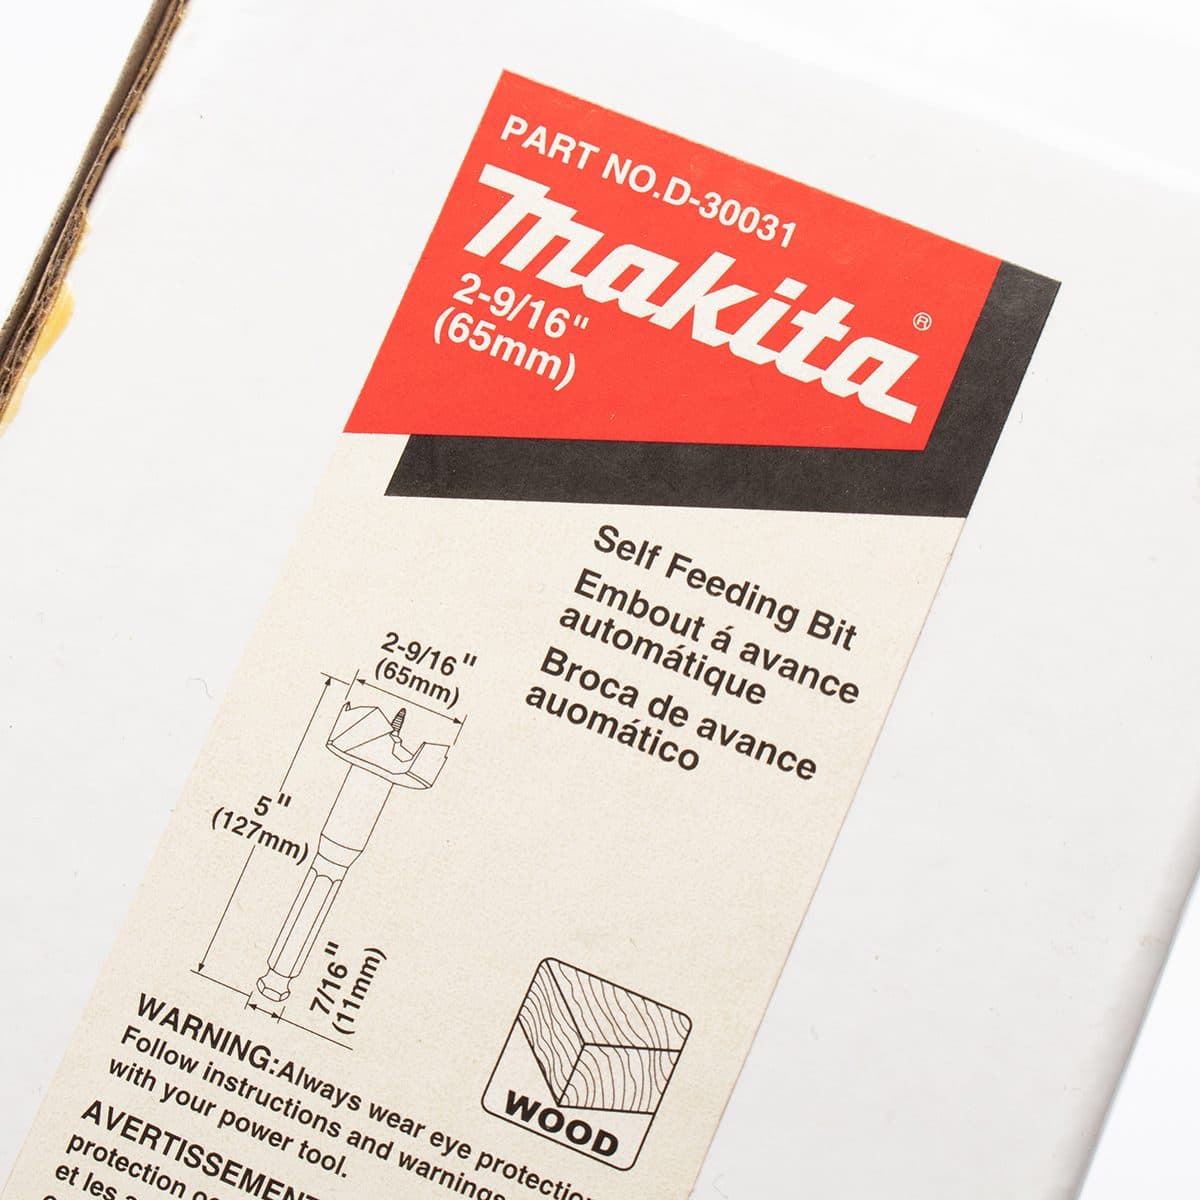 PART NO.D-30031
makita®
2-9/16"
(65mm)
Self Feeding Bit
Embout á avance
automátique
Broca de avance
auomático
2-9/16"
(65mm)
5"
(127mm)
7/16"
(11mm)
WOOD
WARNING:Always wear eye
Follow instructions and warnings
with your power tool.
AVERTISSEMENT
protection
et les